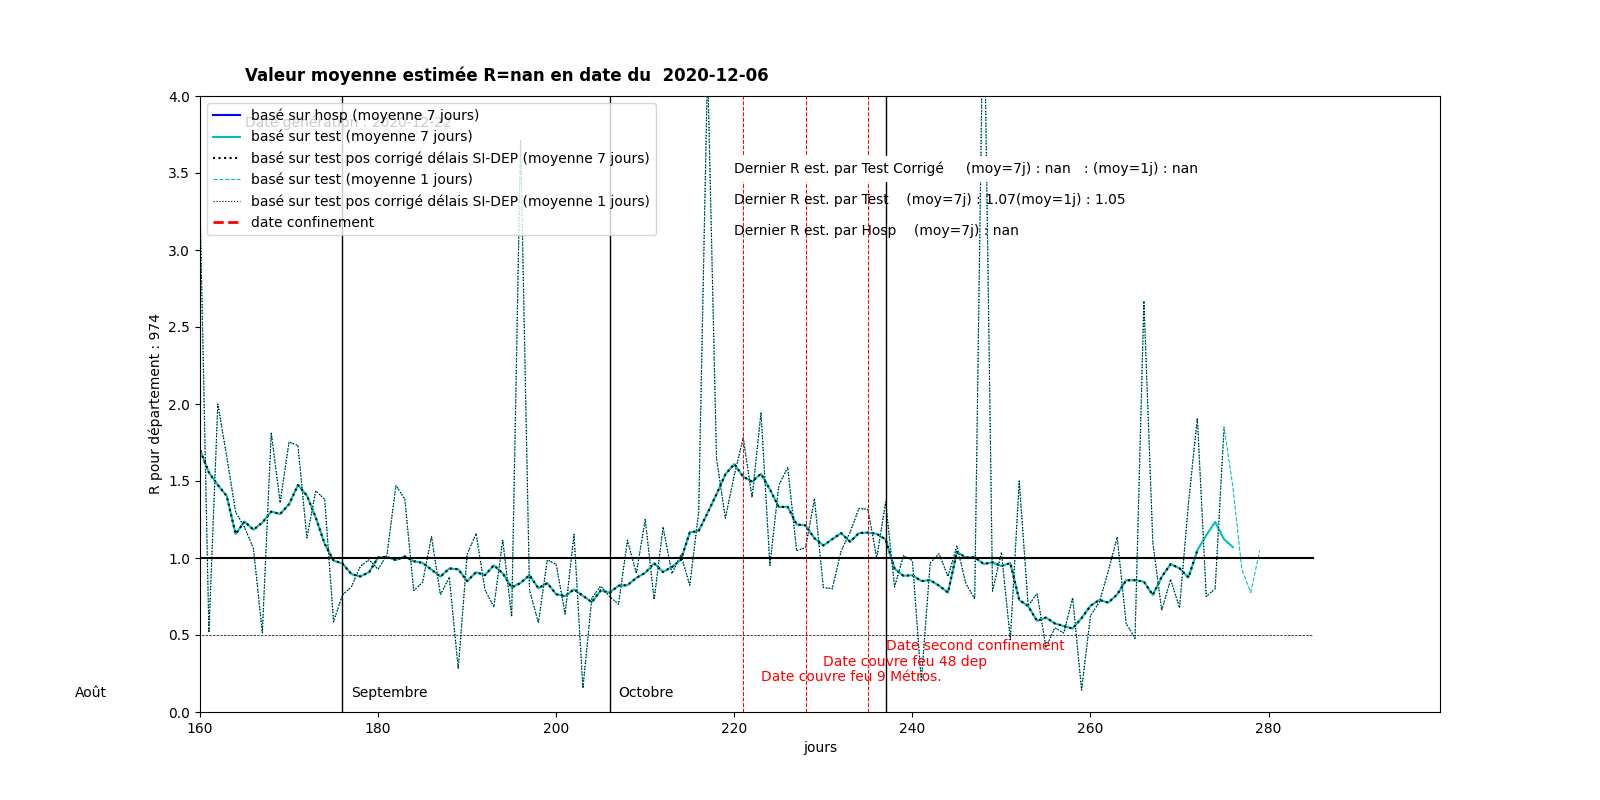 Valeur moyenne estimée R=nan en date du  2020-12-06
Date génération : 2020-12-22
basé sur hosp (moyenne 7 jours)
basé sur test (moyenne 7 jours)
basé sur test pos corrigé délais SI-DEP (moyenne 7 jours)
basé sur test (moyenne 1 jours)
basé sur test pos corrigé délais SI-DEP (moyenne 1 jours)
date confinement
Dernier R est. par Test Corrigé     (moy=7j) : nan   : (moy=1j) : nan
Dernier R est. par Test    (moy=7j) : 1.07(moy=1j) : 1.05
Dernier R est. par Hosp    (moy=7j) : nan
R pour département : 974
4.0
3.5
3.0
2.5
2.0
1.5
1.0
0.5
0.0
Date second confinement
Date couvre feu 48 dep
Date couvre feu 9 Métros.
Août
Septembre
Octobre
160
180
200
220
240
260
280
jours